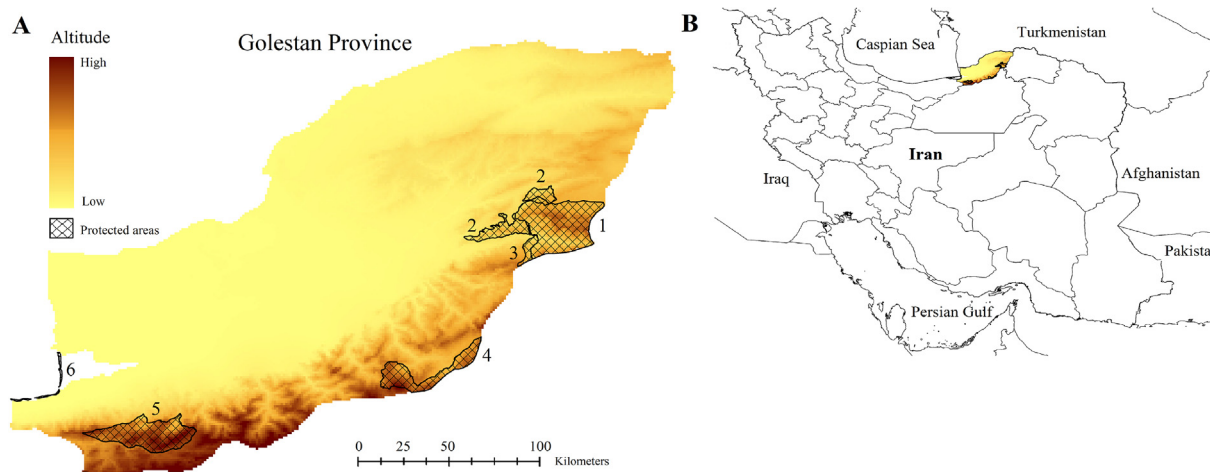 A
Altitude
High
Low
Protected areas
Golestan Province
2
2
1
3
4
6
5
0 25 50 100
Kilometers
B
Caspian Sea
Turkmenistan
Iran
Iraq
Afghanistan
Pakista
Persian Gulf